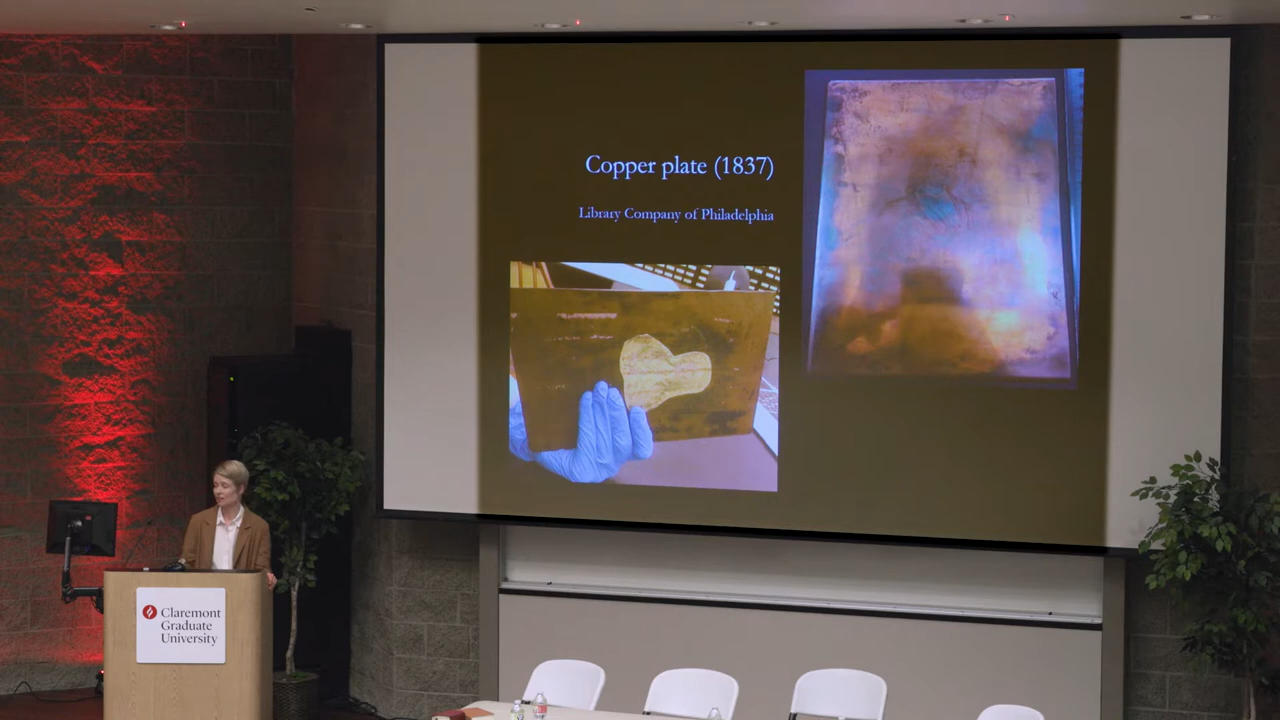 Copper plate (1837)
Library Company of Philadelphia
Claremont
Graduate
University